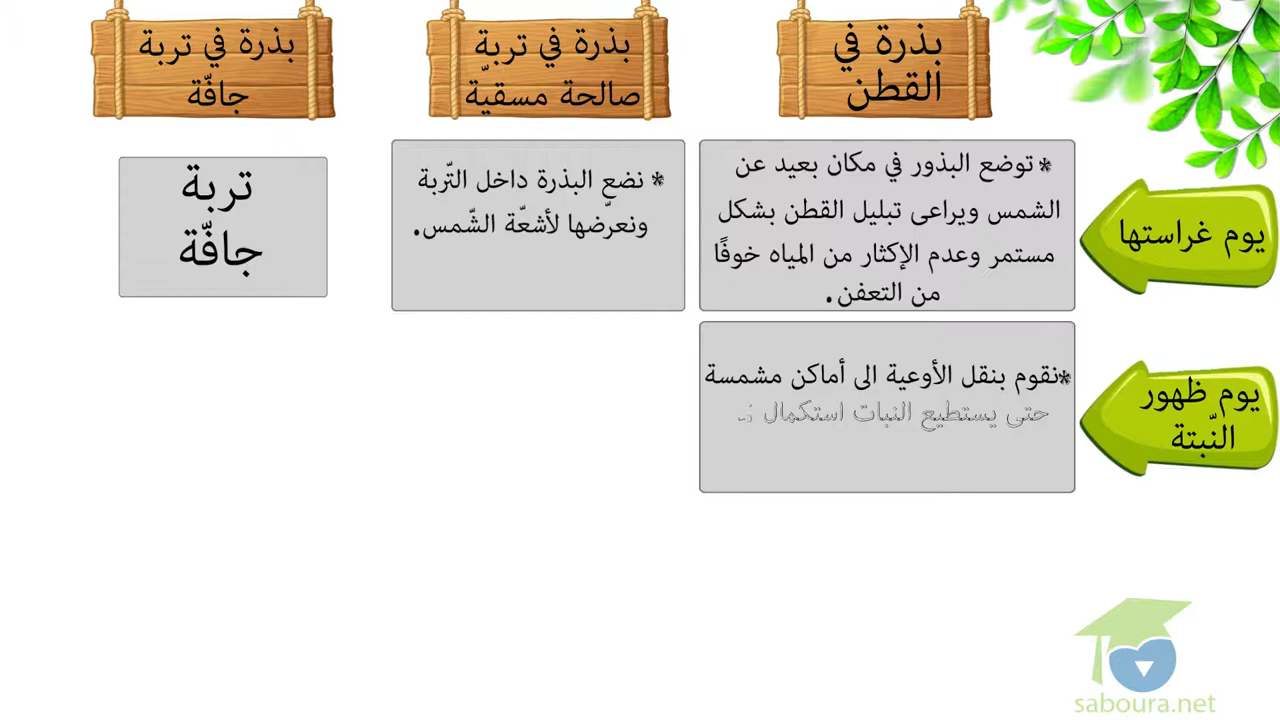 بذرة في
القطن
بذرة في تربة
صالحة مسقيّة
بذرة في تربة
جافّة
يوم غراستها
* توضع البذور في مكان بعيد عن
الشمس ويراعى تبليل القطن بشكل
مستمر وعدم الإكثار من المياه خوفًا
من التعفن.
* نضع البذرة داخل التّربة
ونعرّضها لأشعّة الشّمس.
تربة
جافّة
يوم ظهور
النّبتة
*نقوم بنقل الأوعية الى أماكن مشمسة
حتى يستطيع النبات استكمال
saboura.net